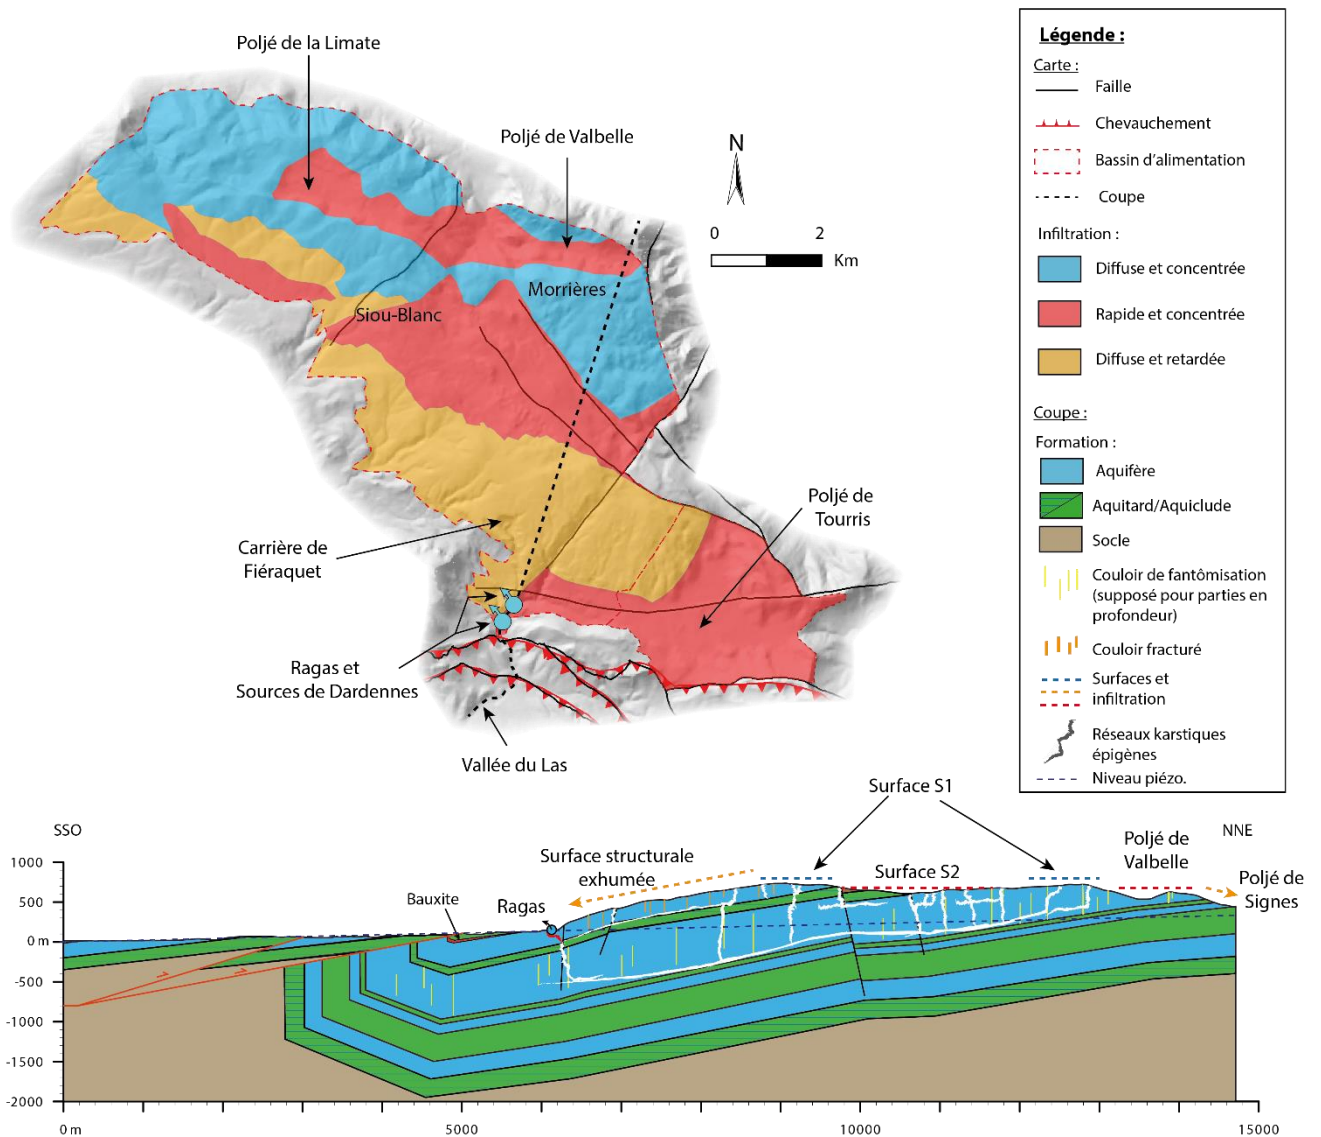 Poljé de la Limate
Poljé de Valbelle
N
0 2
Km
Morrières
Siou-Blanc
Poljé de
Tourris
Carrière de
Fiéraquet
Ragas et
Sources de Dardennes
Vallée du Las
Légende :
Carte :
Faille
Chevauchement
Bassin d'alimentation
Coupe
Infiltration :
Diffuse et concentrée
Rapide et concentrée
Diffuse et retardée
Coupe :
Formation :
Aquifère
Aquitard/Aquiclude
Socle
Couloir de fantômisation
(supposé pour parties en
profondeur)
Couloir fracturé
Surfaces et
infiltration
Réseaux karstiques
épigènes
Niveau piézo.
SSO
NNE
Surface S1
Surface structurale
exhumée
Surface S2
Poljé de
Valbelle
Poljé de
Signes
Bauxite
Ragas
1000
500
0 m
-500
-1000
-1500
-2000
0 m
5000
10000
15000